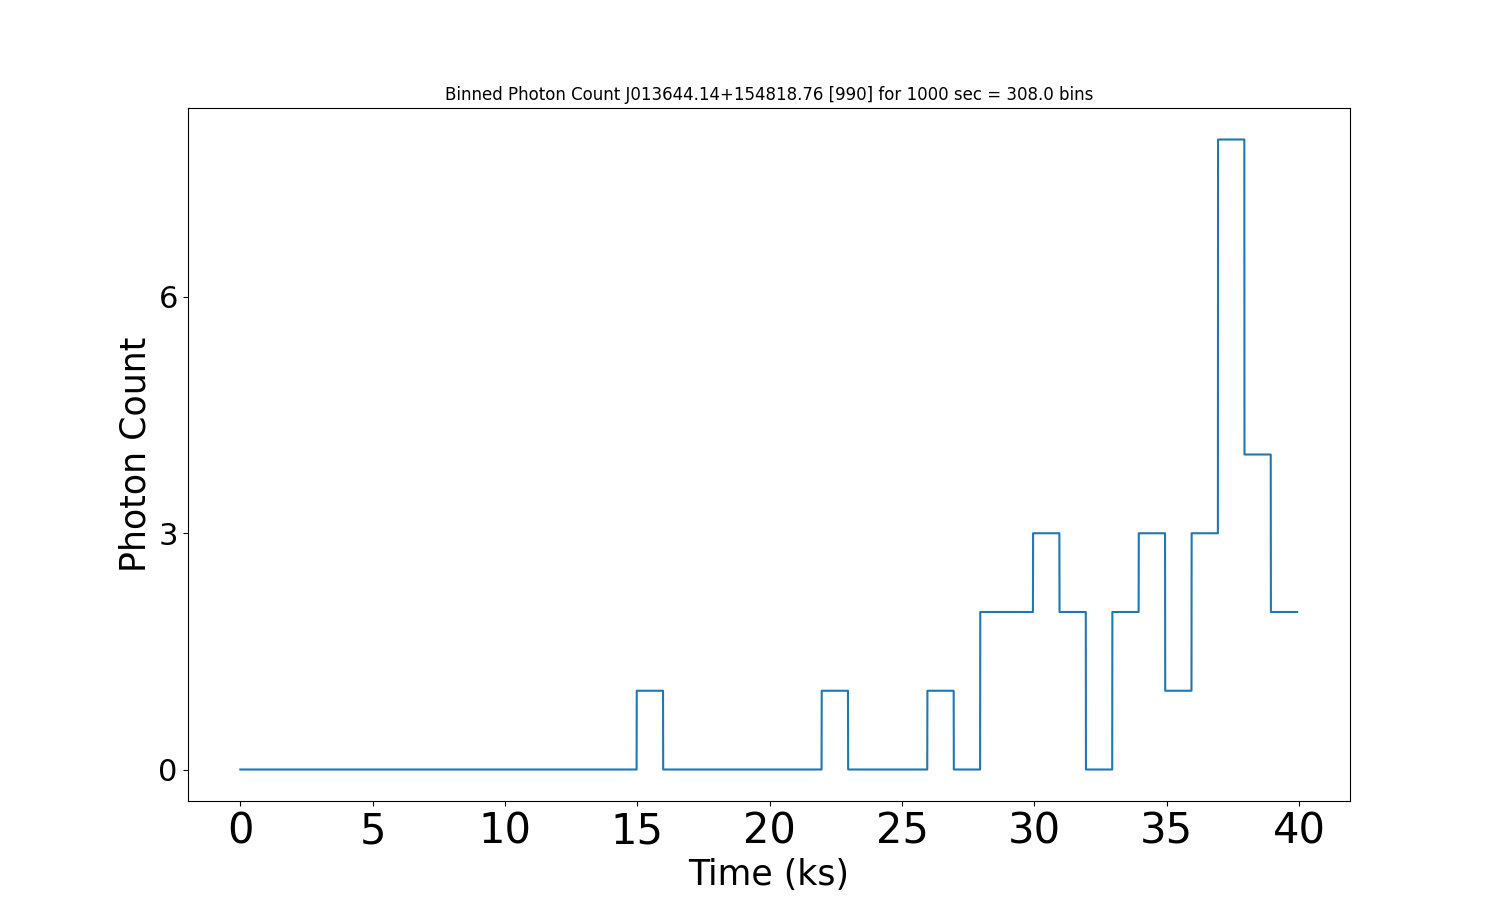 Binned Photon Count J013644.14+154818.76 [990] for 1000 sec = 308.0 bins
6
3
0
Photon Count
0 5 10 15 20 25 30 35 40
Time (ks)